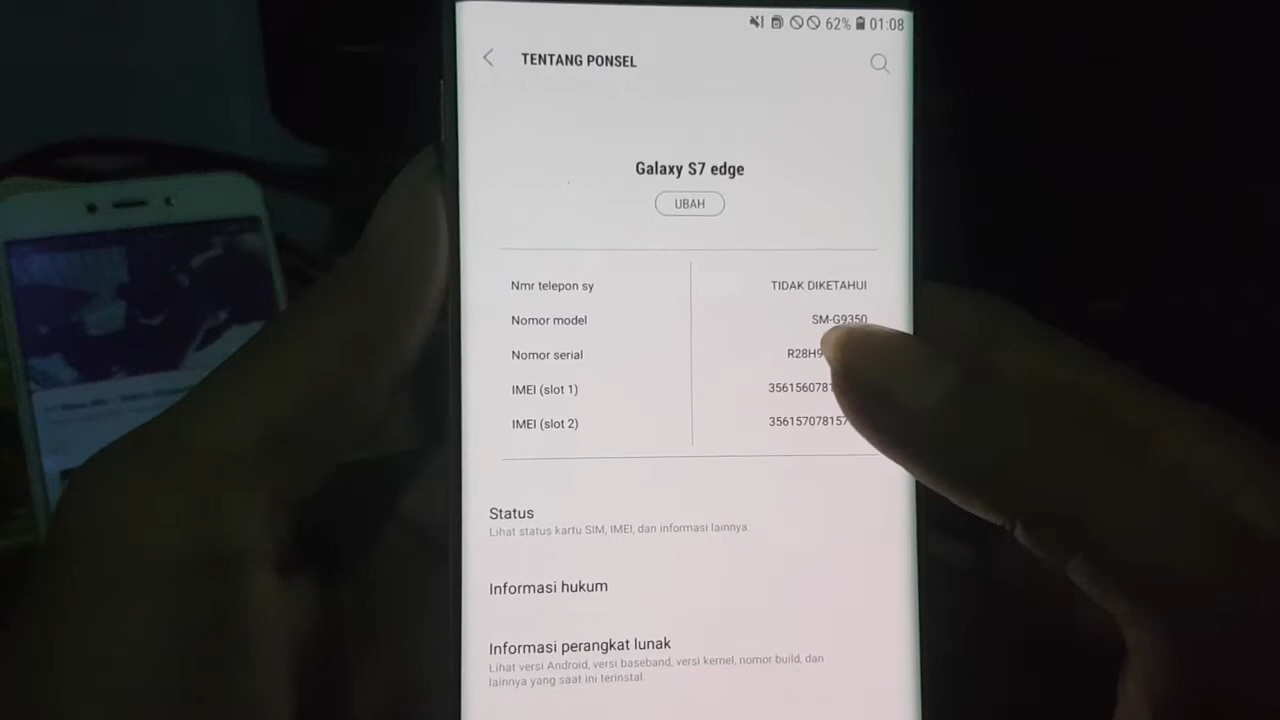 62% 01:08
TENTANG PONSEL
Galaxy S7 edge
UBAH
Nmr telepon sy TIDAK DIKETAHUI
Nomor model SM-G9350
Nomor serial R28H9
IMEI (slot 1) 3561560781
IMEI (slot 2) 35615707815
Status
Lihat status kartu SIM, IMEI, dan informasi lainnya.
Informasi hukum
Informasi perangkat lunak
Lihat versi Android, versi baseband, versi kernel, nomor build, dan
lainnya yang saat ini terinstal.